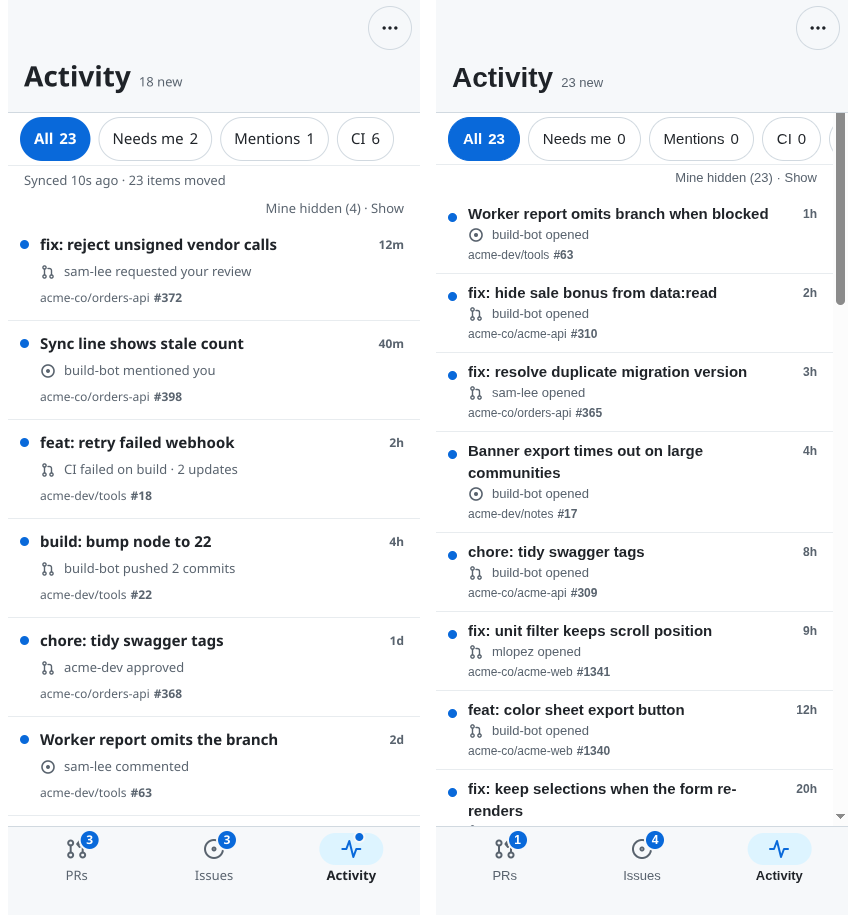 Activity 18 new
All 23
Needs me 2
Mentions 1
CI 6
Synced 10s ago · 23 items moved
Mine hidden (4) · Show
fix: reject unsigned vendor calls 12m
sam-lee requested your review
acme-co/orders-api #372
Sync line shows stale count 40m
build-bot mentioned you
acme-co/orders-api #398
feat: retry failed webhook 2h
CI failed on build · 2 updates
acme-dev/tools #18
build: bump node to 22 4h
build-bot pushed 2 commits
acme-dev/tools #22
chore: tidy swagger tags 1d
acme-dev approved
acme-co/orders-api #368
Worker report omits the branch 2d
sam-lee commented
acme-dev/tools #63
3
3
PRs
Issues
Activity
Activity 23 new
All 23
Needs me 0
Mentions 0
CI 0
Mine hidden (23) · Show
Worker report omits branch when blocked 1h
build-bot opened
acme-dev/tools #63
fix: hide sale bonus from data:read 2h
build-bot opened
acme-co/acme-api #310
fix: resolve duplicate migration version 3h
sam-lee opened
acme-co/orders-api #365
Banner export times out on large 4h
communities
build-bot opened
acme-dev/notes #17
chore: tidy swagger tags 8h
build-bot opened
acme-co/acme-api #309
fix: unit filter keeps scroll position 9h
mlopez opened
acme-co/acme-web #1341
feat: color sheet export button 12h
build-bot opened
acme-co/acme-web #1340
fix: keep selections when the form re- 20h
renders
1
4
PRs
Issues
Activity